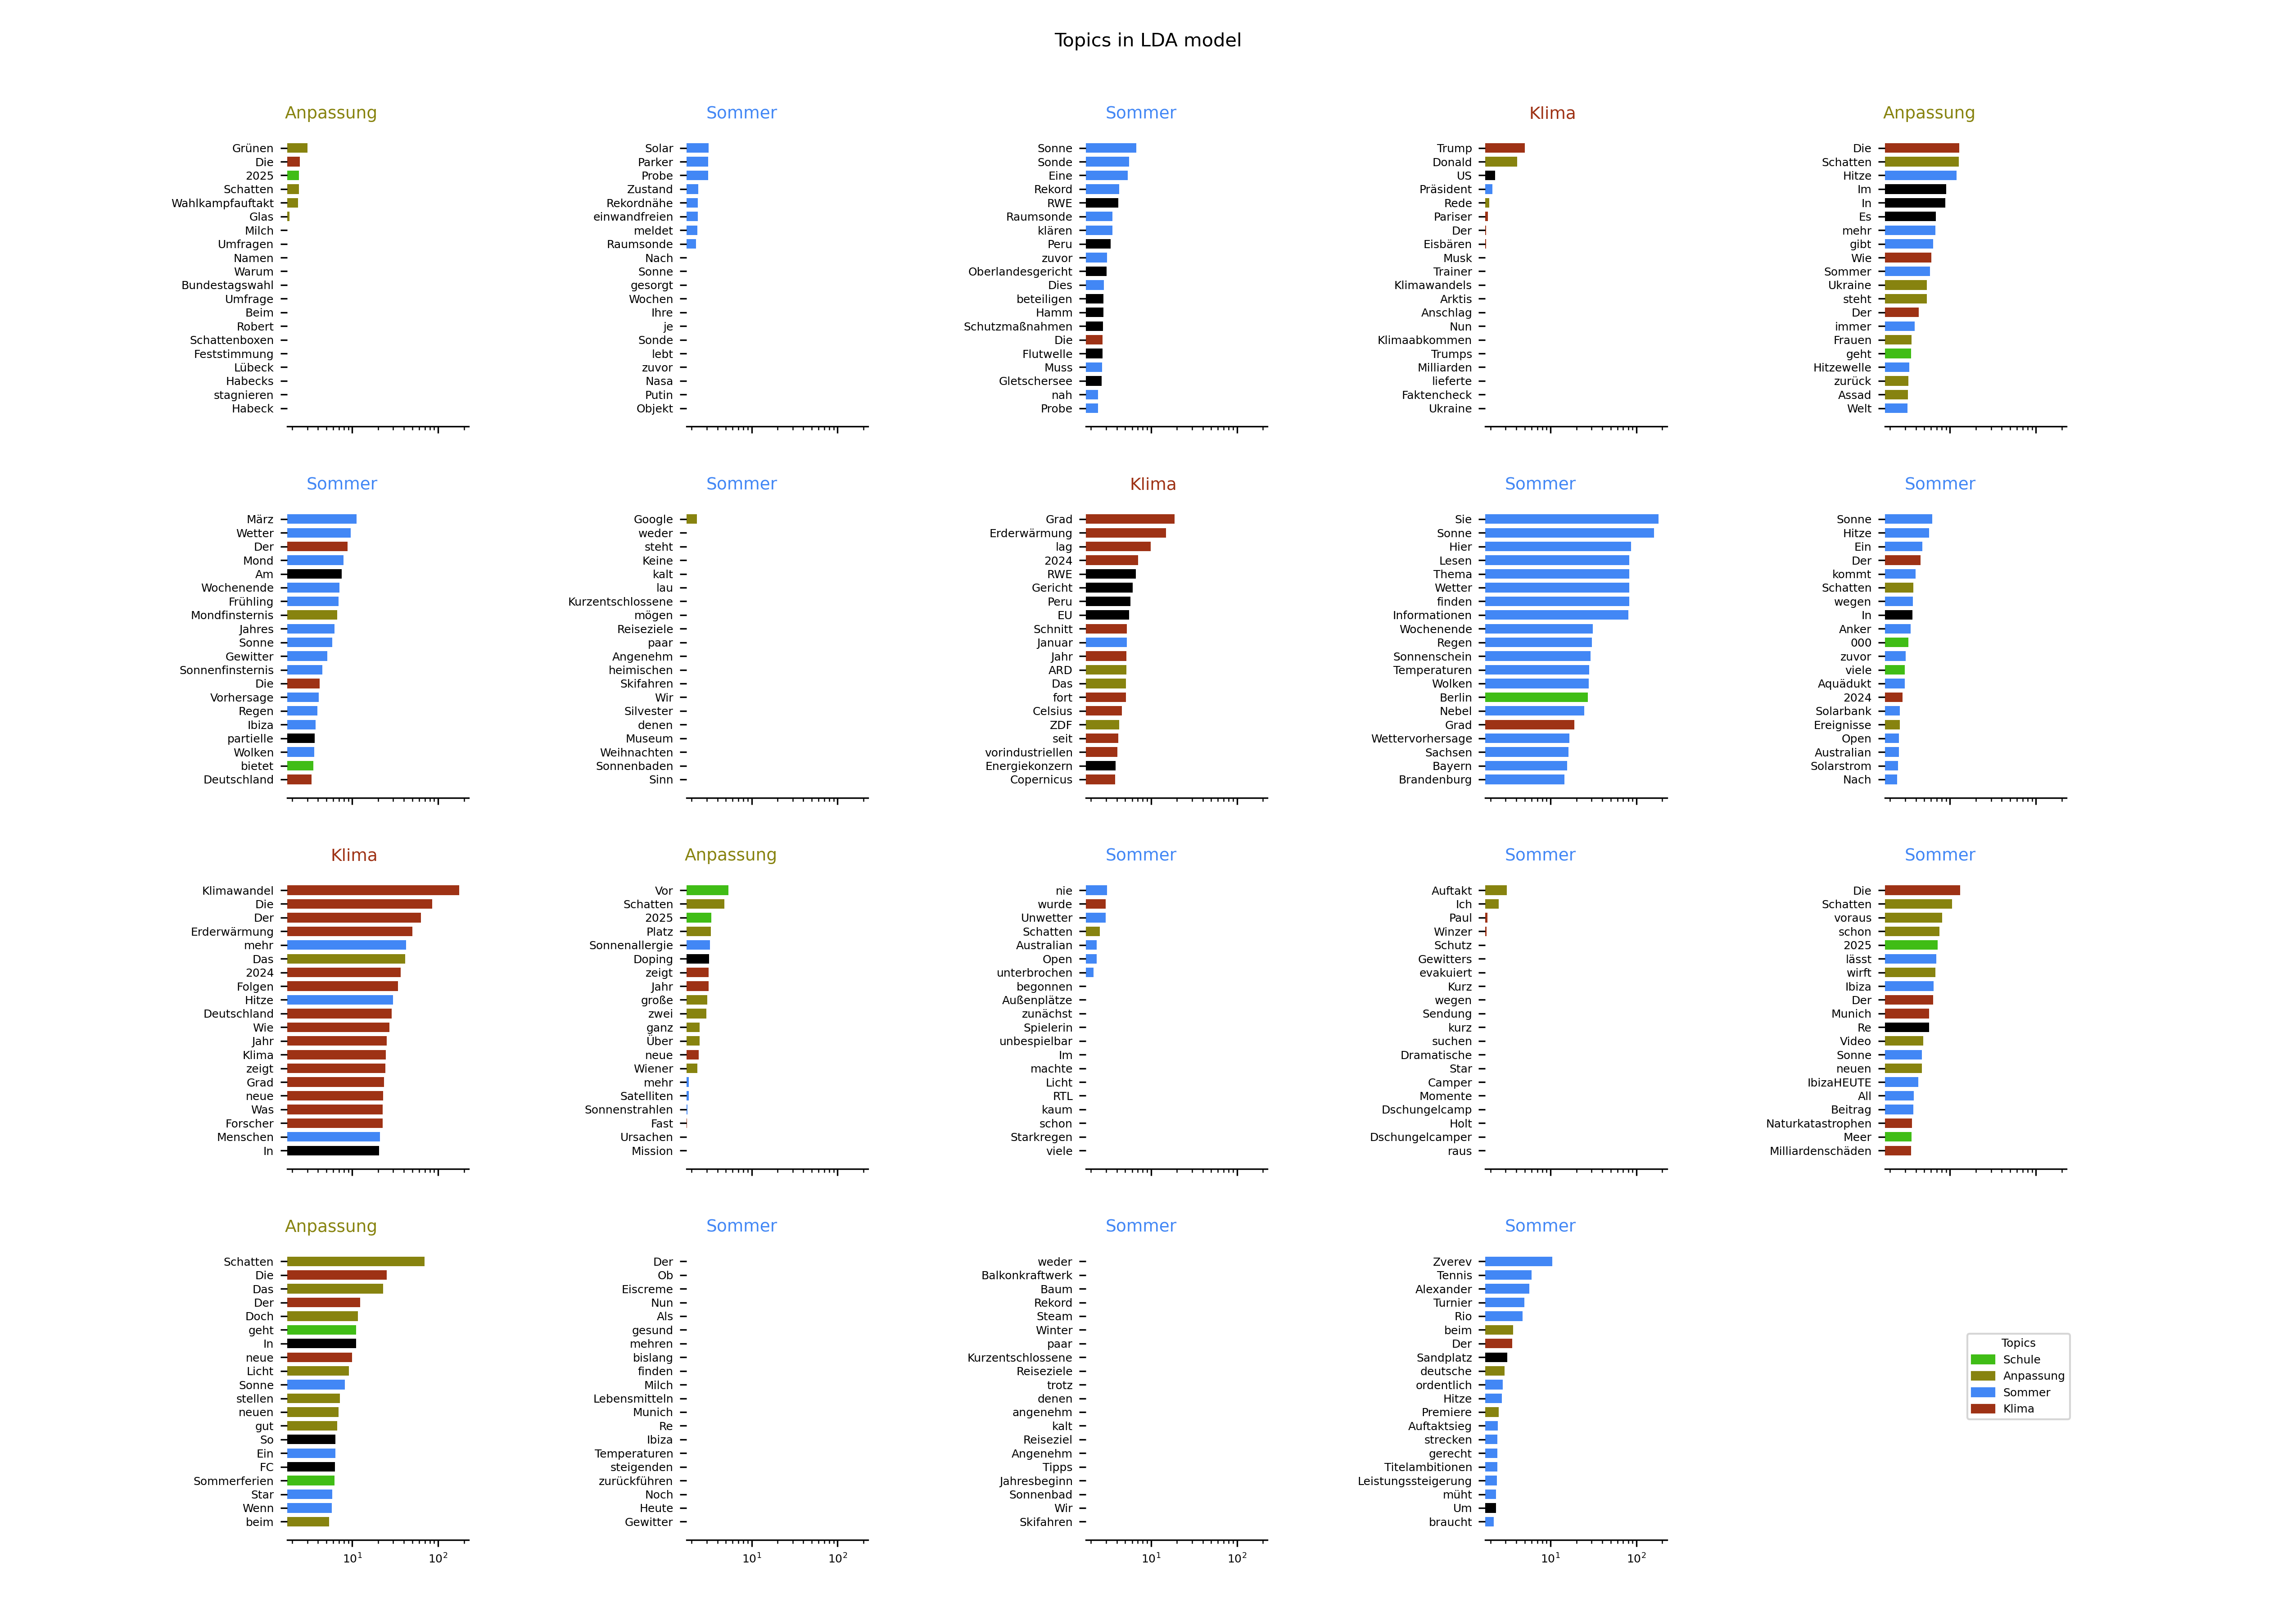 Topics in LDA model
Anpassung
Grünen
Die
2025
Schatten
Wahlkampfauftakt
Glas
Milch
Umfragen
Namen
Warum
Bundestagswahl
Umfrage
Beim
Robert
Schattenboxen
Feststimmung
Lübeck
Habecks
stagnieren
Habeck
Sommer
Solar
Parker
Probe
Zustand
Rekordnähe
einwandfreien
meldet
Raumsonde
Nach
Sonne
gesorgt
Wochen
Ihre
je
Sonde
lebt
zuvor
Nasa
Putin
Objekt
Sommer
Sonne
Sonde
Eine
Rekord
RWE
Raumsonde
klären
Peru
zuvor
Oberlandesgericht
Dies
beteiligen
Hamm
Schutzmaßnahmen
Die
Flutwelle
Muss
Gletschersee
nah
Probe
Klima
Trump
Donald
US
Präsident
Rede
Pariser
Der
Eisbären
Musk
Trainer
Klimawandels
Arktis
Anschlag
Nun
Klimaabkommen
Trumps
Milliarden
lieferte
Faktencheck
Ukraine
Anpassung
Die
Schatten
Hitze
Im
In
Es
mehr
gibt
Wie
Sommer
Ukraine
steht
Der
immer
Frauen
geht
Hitzewelle
zurück
Assad
Welt
Sommer
März
Wetter
Der
Mond
Am
Wochenende
Frühling
Mondfinsternis
Jahres
Sonne
Gewitter
Sonnenfinsternis
Die
Vorhersage
Regen
Ibiza
partielle
Wolken
bietet
Deutschland
Sommer
Google
weder
steht
Keine
kalt
lau
Kurzentschlossene
mögen
Reiseziele
paar
Angenehm
heimischen
Skifahren
Wir
Silvester
denen
Museum
Weihnachten
Sonnenbaden
Sinn
Klima
Grad
Erderwärmung
lag
2024
RWE
Gericht
Peru
EU
Schnitt
Januar
Jahr
ARD
Das
fort
Celsius
ZDF
seit
vorindustriellen
Energiekonzern
Copernicus
Sommer
Sie
Sonne
Hier
Lesen
Thema
Wetter
finden
Informationen
Wochenende
Regen
Sonnenschein
Temperaturen
Wolken
Berlin
Nebel
Grad
Wettervorhersage
Sachsen
Bayern
Brandenburg
Sommer
Sonne
Hitze
Ein
Der
kommt
Schatten
wegen
In
Anker
000
zuvor
viele
Aquädukt
2024
Solarbank
Ereignisse
Open
Australian
Solarstrom
Nach
Klima
Klimawandel
Die
Der
Erderwärmung
mehr
Das
2024
Folgen
Hitze
Deutschland
Wie
Jahr
Klima
zeigt
Grad
neue
Was
Forscher
Menschen
In
Anpassung
Vor
Schatten
2025
Platz
Sonnenallergie
Doping
zeigt
Jahr
große
zwei
ganz
Über
neue
Wiener
mehr
Satelliten
Sonnenstrahlen
Fast
Ursachen
Mission
Sommer
nie
wurde
Unwetter
Schatten
Australian
Open
unterbrochen
begonnen
Außenplätze
zunächst
Spielerin
unbespielbar
Im
machte
Licht
RTL
kaum
schon
Starkregen
viele
Sommer
Auftakt
Ich
Paul
Winzer
Schutz
Gewitters
evakuiert
Kurz
wegen
Sendung
kurz
suchen
Dramatische
Star
Camper
Momente
Dschungelcamp
Holt
Dschungelcamper
raus
Sommer
Die
Schatten
voraus
schon
2025
lässt
wirft
Ibiza
Der
Munich
Re
Video
Sonne
neuen
IbizaHEUTE
All
Beitrag
Naturkatastrophen
Meer
Milliardenschäden
Anpassung
Schatten
Die
Das
Der
Doch
geht
In
neue
Licht
Sonne
stellen
neuen
gut
So
Ein
FC
Sommerferien
Star
Wenn
beim
10¹ 10²
Sommer
Der
Ob
Eiscreme
Nun
Als
gesund
mehren
bislang
finden
Milch
Lebensmitteln
Munich
Re
Ibiza
Temperaturen
steigenden
zurückführen
Noch
Heute
Gewitter
10¹ 10²
Sommer
weder
Balkonkraftwerk
Baum
Rekord
Steam
Winter
paar
Kurzentschlossene
Reiseziele
trotz
denen
angenehm
kalt
Reiseziel
Angenehm
Tipps
Jahresbeginn
Sonnenbad
Wir
Skifahren
10¹ 10²
Sommer
Zverev
Tennis
Alexander
Turnier
Rio
beim
Der
Sandplatz
deutsche
ordentlich
Hitze
Premiere
Auftaktsieg
strecken
gerecht
Titelambitionen
Leistungssteigerung
müht
Um
braucht
10¹ 10²
Topics
Schule
Anpassung
Sommer
Klima